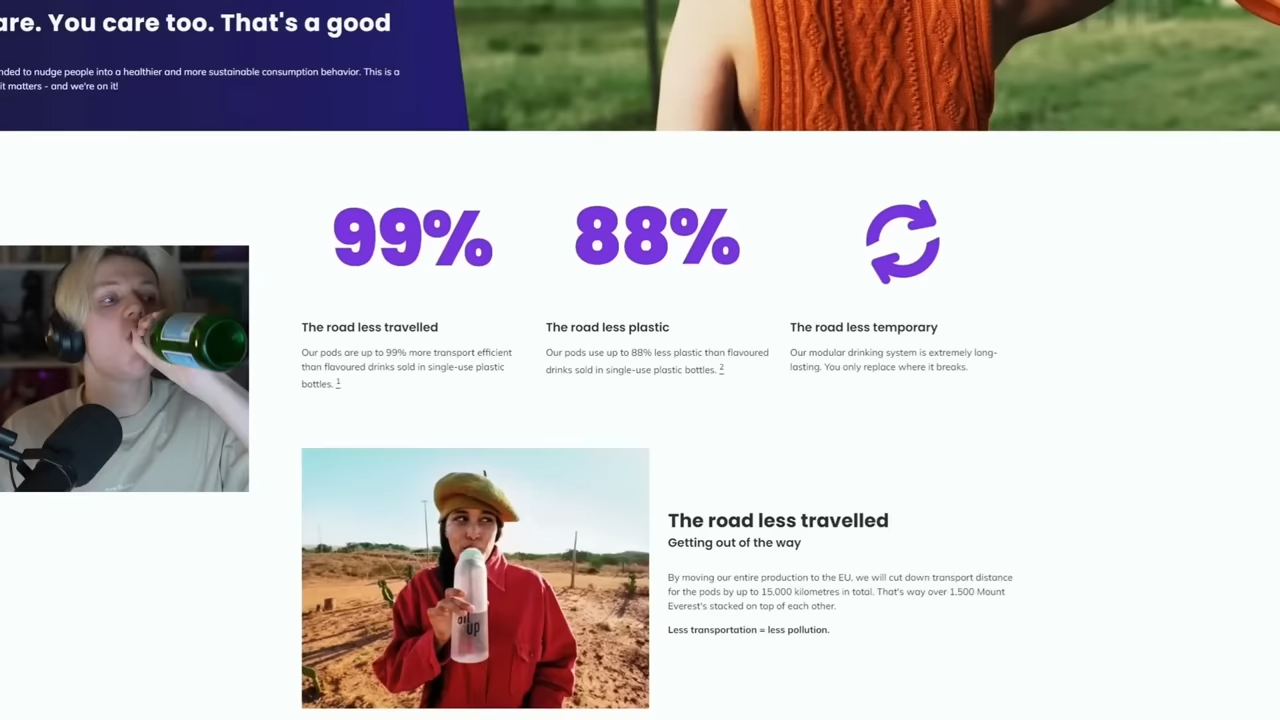 are. You care too. That's a good
nded to nudge people into a healthier and more sustainable consumption behavior. This is a
it matters - and we're on it!
99%
88%
The road less travelled
Our pods are up to 99% more transport efficient
than flavoured drinks sold in single-use plastic
bottles. 1
The road less plastic
Our pods use up to 88% less plastic than flavoured
drinks sold in single-use plastic bottles. 2
The road less temporary
Our modular drinking system is extremely long-
lasting. You only replace where it breaks.
air
up
The road less travelled
Getting out of the way
By moving our entire production to the EU, we will cut down transport distance
for the pods by up to 15,000 kilometres in total. That's way over 1,500 Mount
Everest's stacked on top of each other.
Less transportation = less pollution.